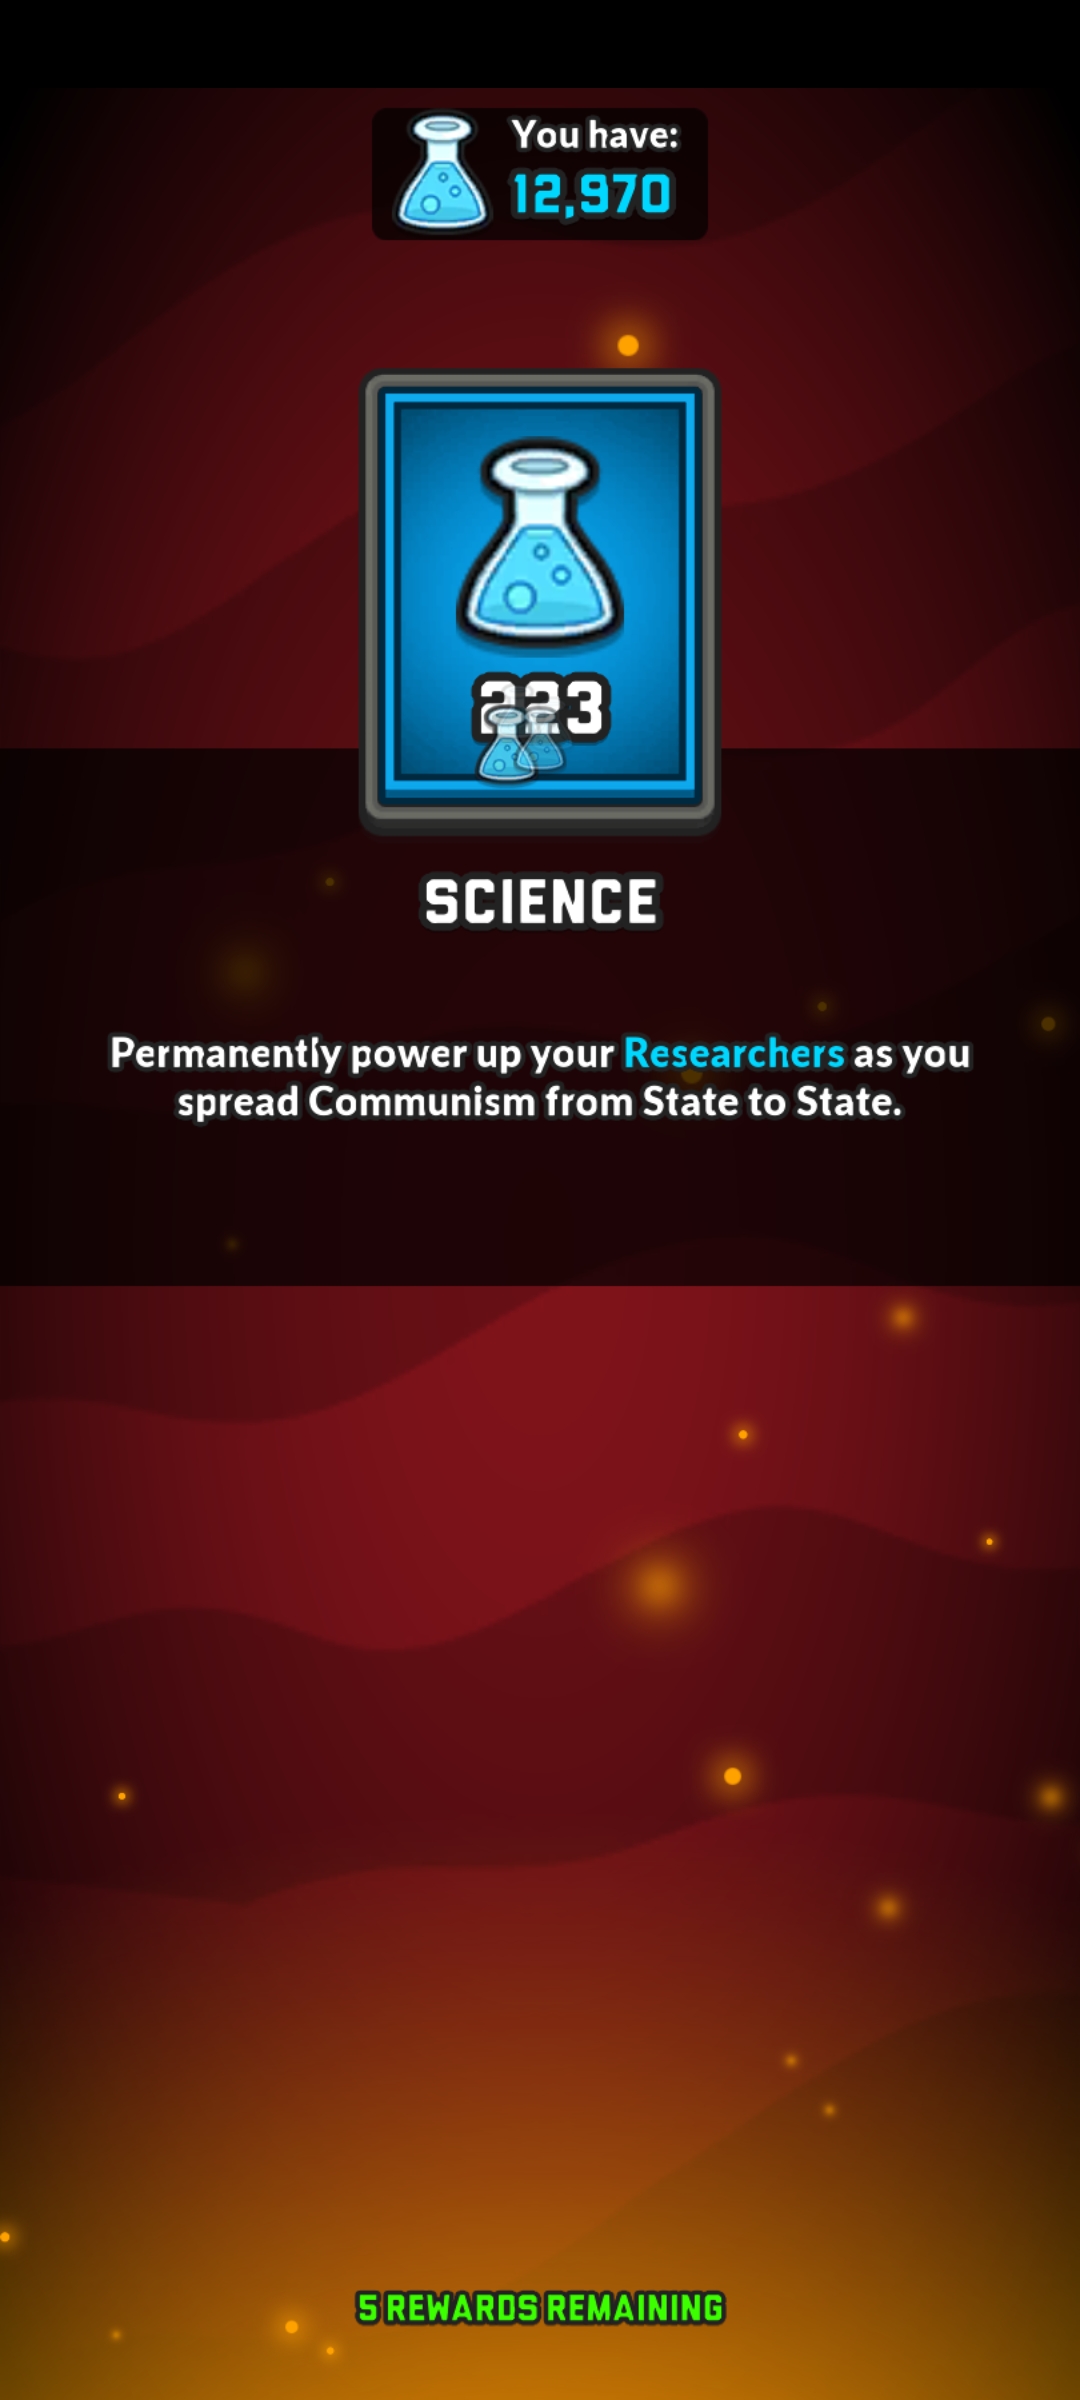 You have:
12,970
223
SCIENCE
Permanently power up your Researchers as you
spread Communism from State to State.
5 REWARDS REMAINING